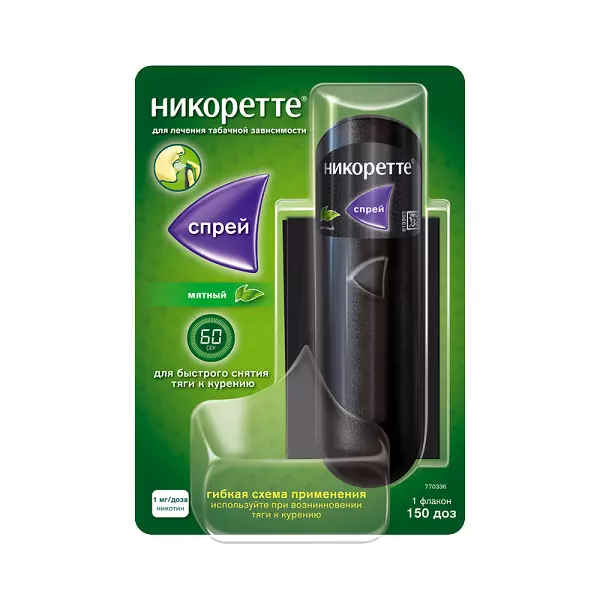 никоретте®
для лечения табачной зависимости
спрей
мятный
60
СЕК
для быстрого снятия
тяги к курению
1 мг/доза
никотин
гибкая схема применения
используйте при возникновении
тяги к курению
770336
1 флакон
150 доз
никоретте®
спрей
мятный